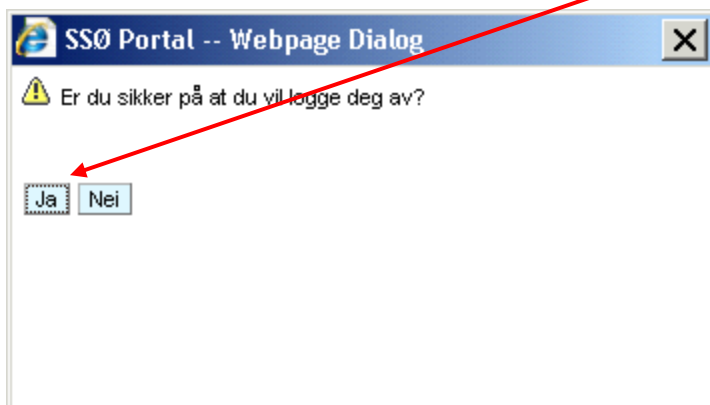 SSØ Portal -- Webpage Dialog
Er du sikker på at du vil logge deg av?
Ja Nei